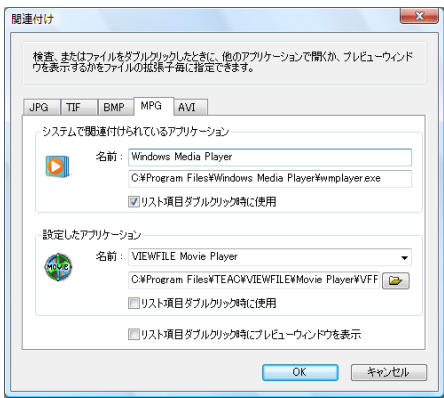 関連付け
検査、またはファイルをダブルクリックしたときに、他のアプリケーションで開くか、プレビューウィンド
ウを表示するかをファイルの拡張子毎に指定できます。
JPG TIF BMP MPG AVI
システムで関連付けられているアプリケーション
名前： Windows Media Player
C:¥Program Files¥Windows Media Player¥wmplayer.exe
リスト項目ダブルクリック時に使用
設定したアプリケーション
MOVIE
名前： VIEWFILE Movie Player
C:¥Program Files¥TEAC¥VIEWFILE¥Movie Player¥VFF
リスト項目ダブルクリック時に使用
リスト項目ダブルクリック時にプレビューウィンドウを表示
OK キャンセル